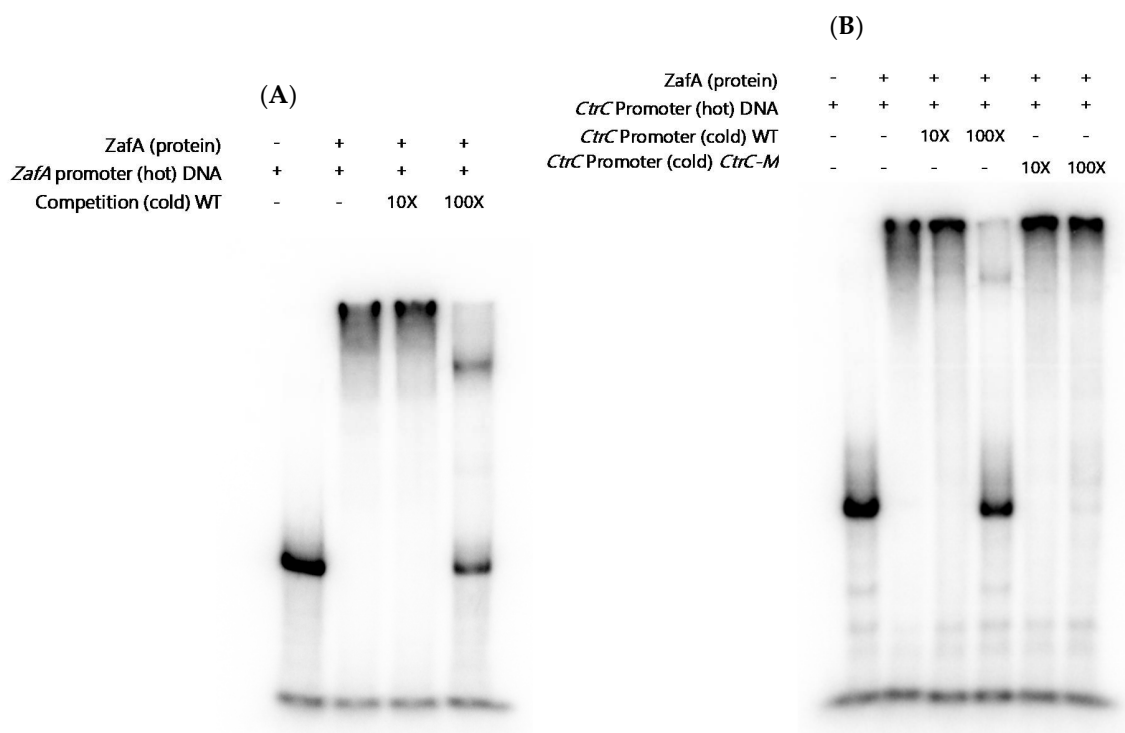 (A)
ZafA (protein) - + + +
ZafA promoter (hot) DNA + + + +
Competition (cold) WT - - 10X 100X
(B)
ZafA (protein) - + + + + +
CtrC Promoter (hot) DNA + + + + + +
CtrC Promoter (cold) WT - - 10X 100X - -
CtrC Promoter (cold) CtrC-M - - - - 10X 100X